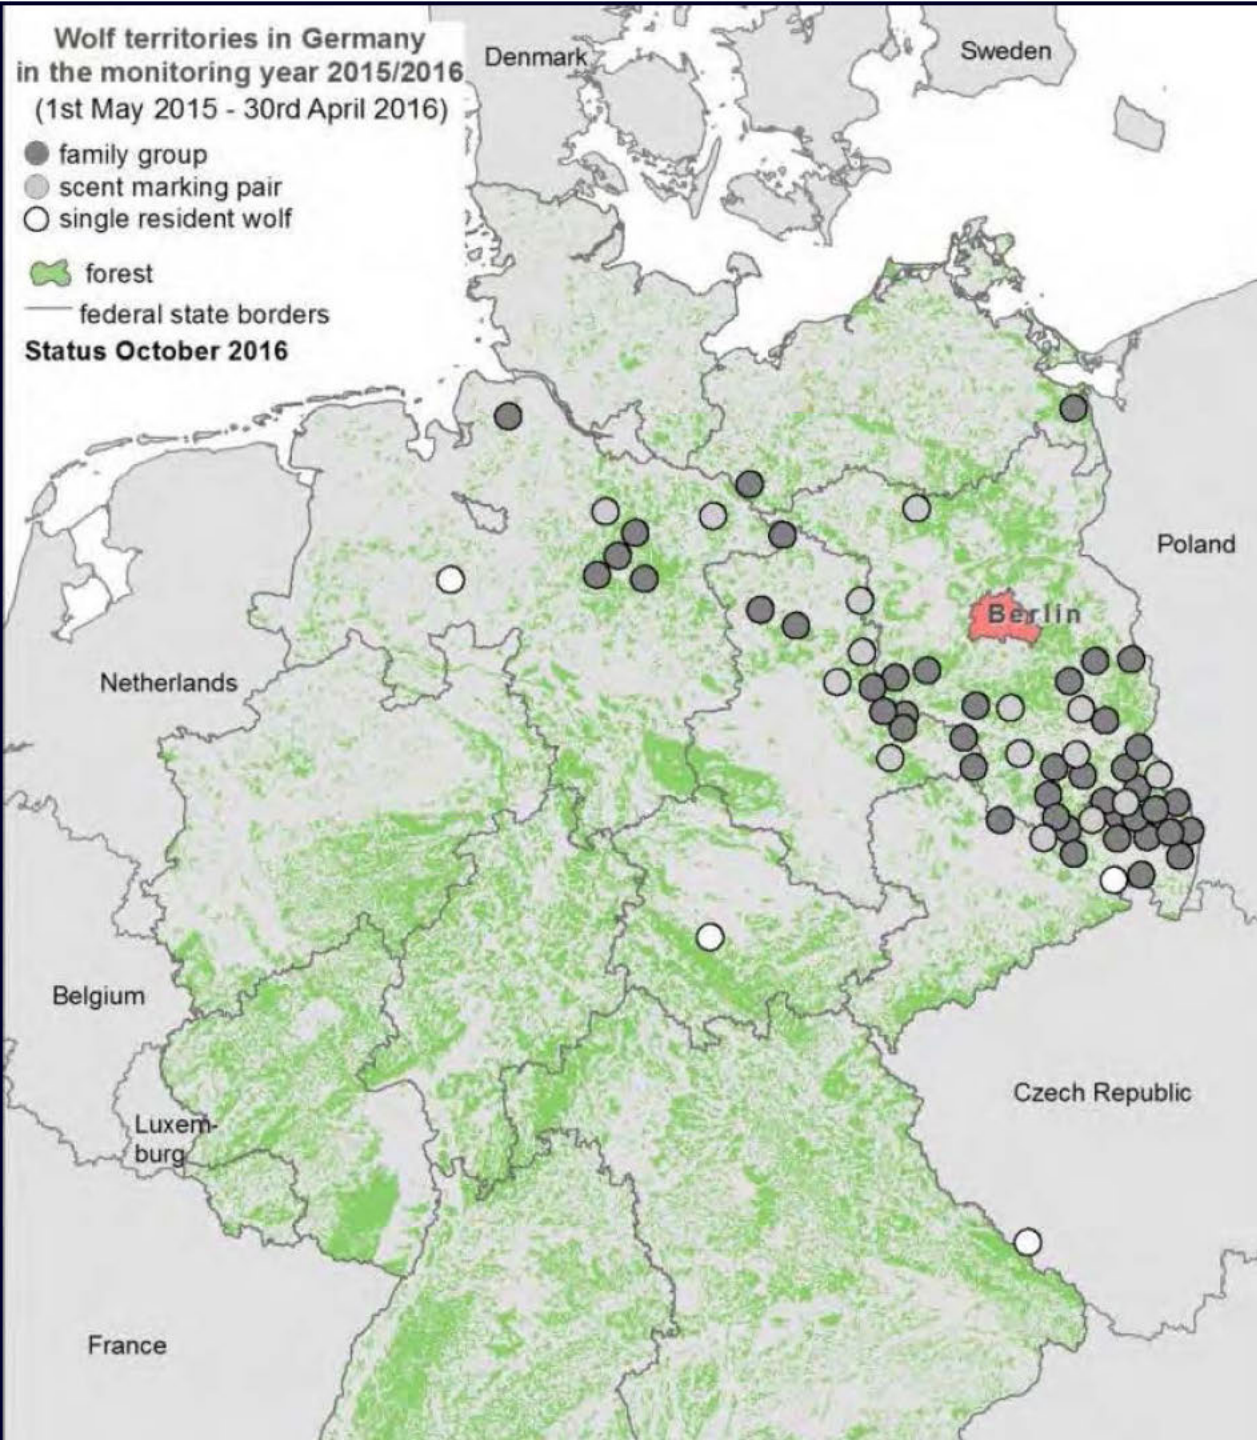 Wolf territories in Germany
in the monitoring year 2015/2016
(1st May 2015 - 30rd April 2016)
family group
scent marking pair
single resident wolf
forest
federal state borders
Status October 2016
Denmark
Sweden
Poland
Berlin
Netherlands
Belgium
Czech Republic
Luxem-
burg
France